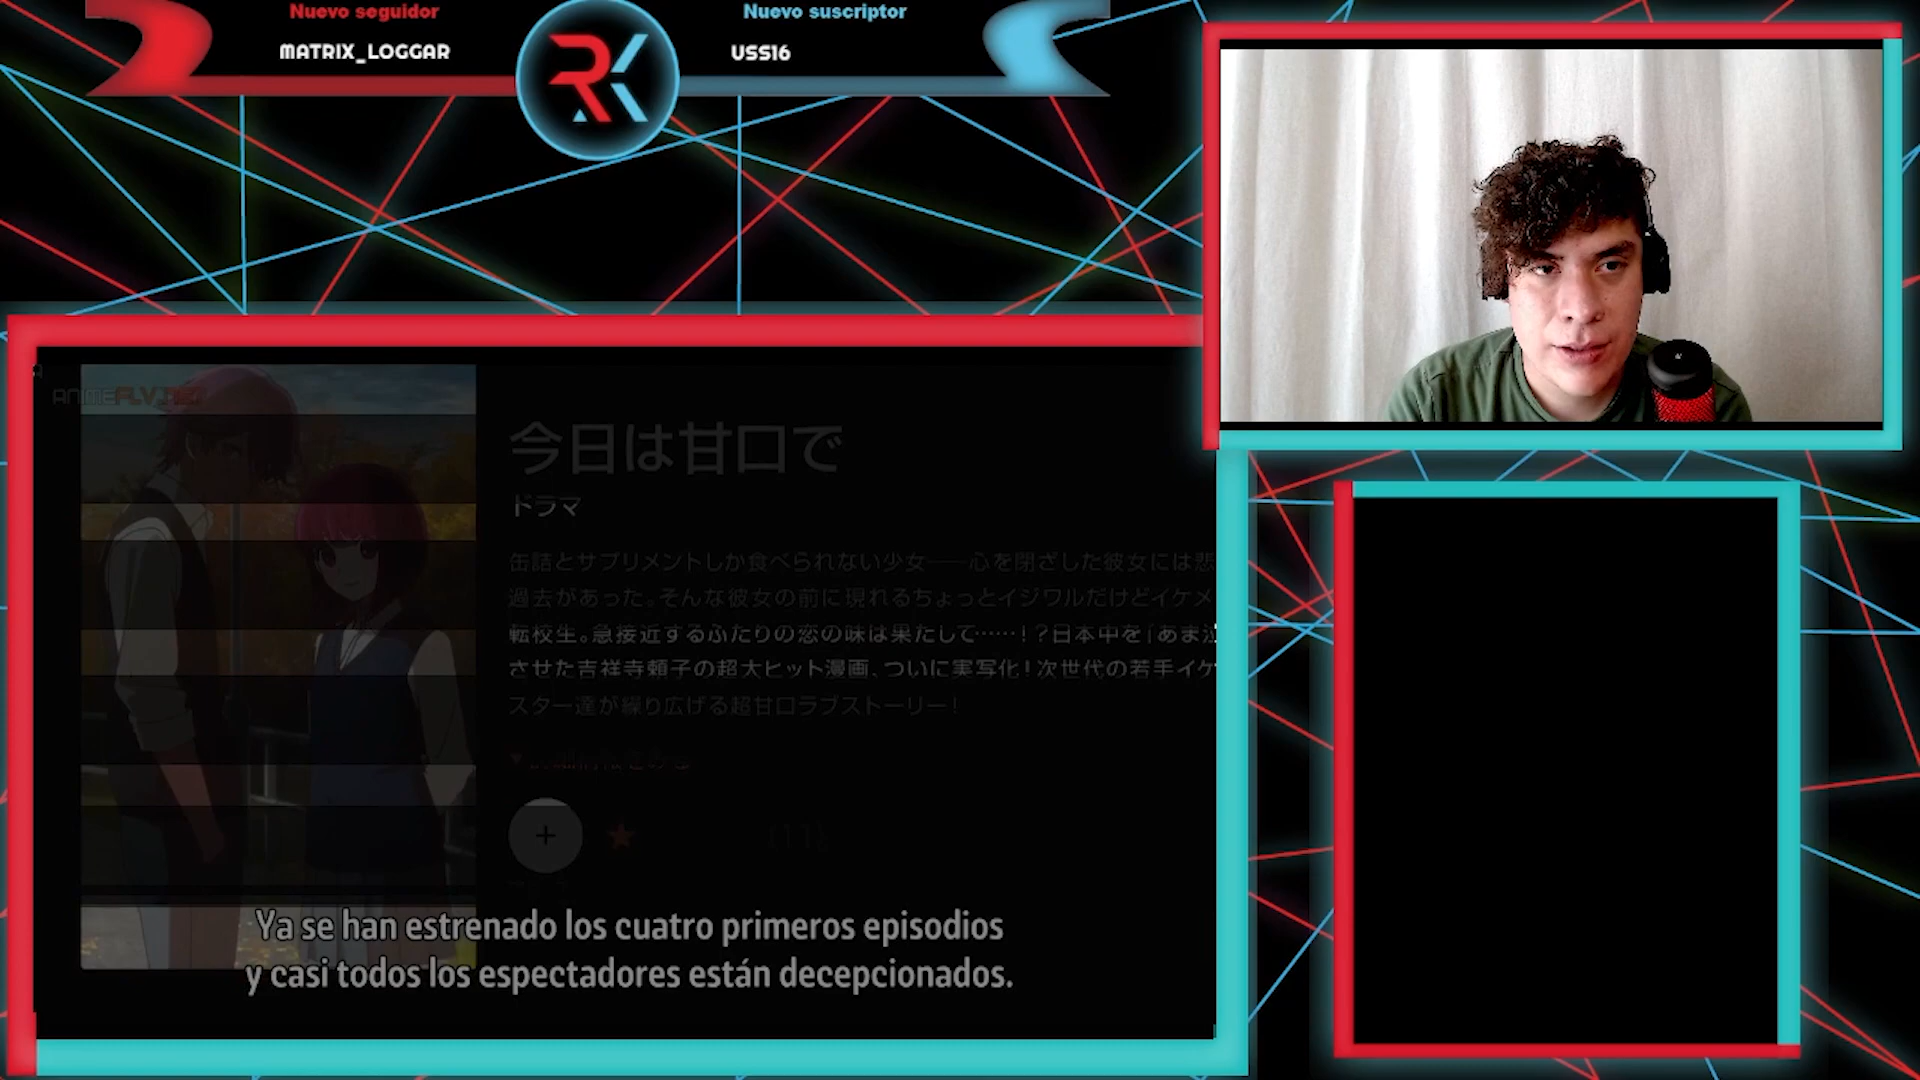 Nuevo seguidor
MATRIX_LOGGAR
RK
Nuevo suscriptor
USS16
ANIMEFLV.NET
今日は甘口で
ドラマ
缶詰とサプリメントしか食べられない少女――心を閉ざした彼女には悲
過去があった。そんな彼女の前に現れるちょっとイジワルだけどイケメ
転校生。急接近するふたりの恋の味は果たして……！？日本中を「あま泣
させた吉祥寺頼子の超大ヒット漫画、ついに実写化！次世代の若手イケ
スター達が繰り広げる超甘口ラブストーリー！
Ya se han estrenado los cuatro primeros episodios
y casi todos los espectadores están decepcionados.